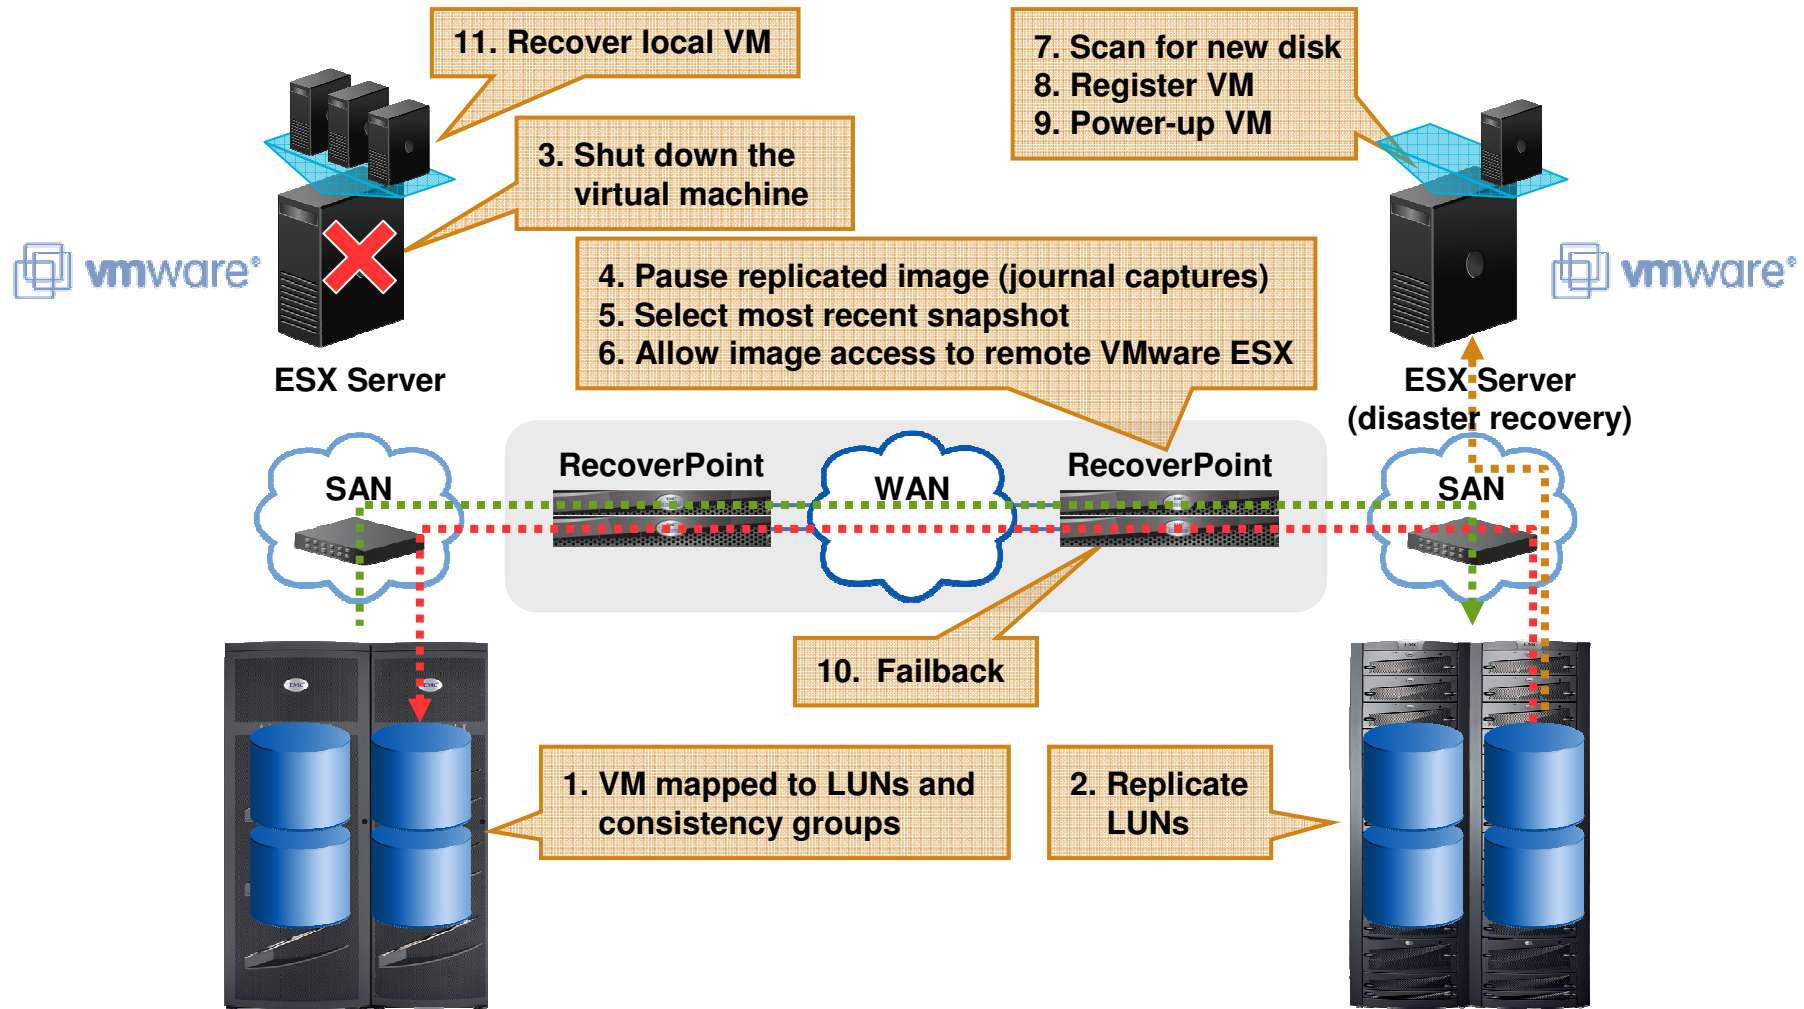 11. Recover local VM
7. Scan for new disk
8. Register VM
9. Power-up VM
3. Shut down the
virtual machine
vmware®
4. Pause replicated image (journal captures)
5. Select most recent snapshot
6. Allow image access to remote VMware ESX
vmware®
ESX Server
ESX Server
(disaster recovery)
SAN
RecoverPoint
WAN
RecoverPoint
SAN
10. Failback
EMC
EMC
1. VM mapped to LUNs and
consistency groups
2. Replicate
LUNs